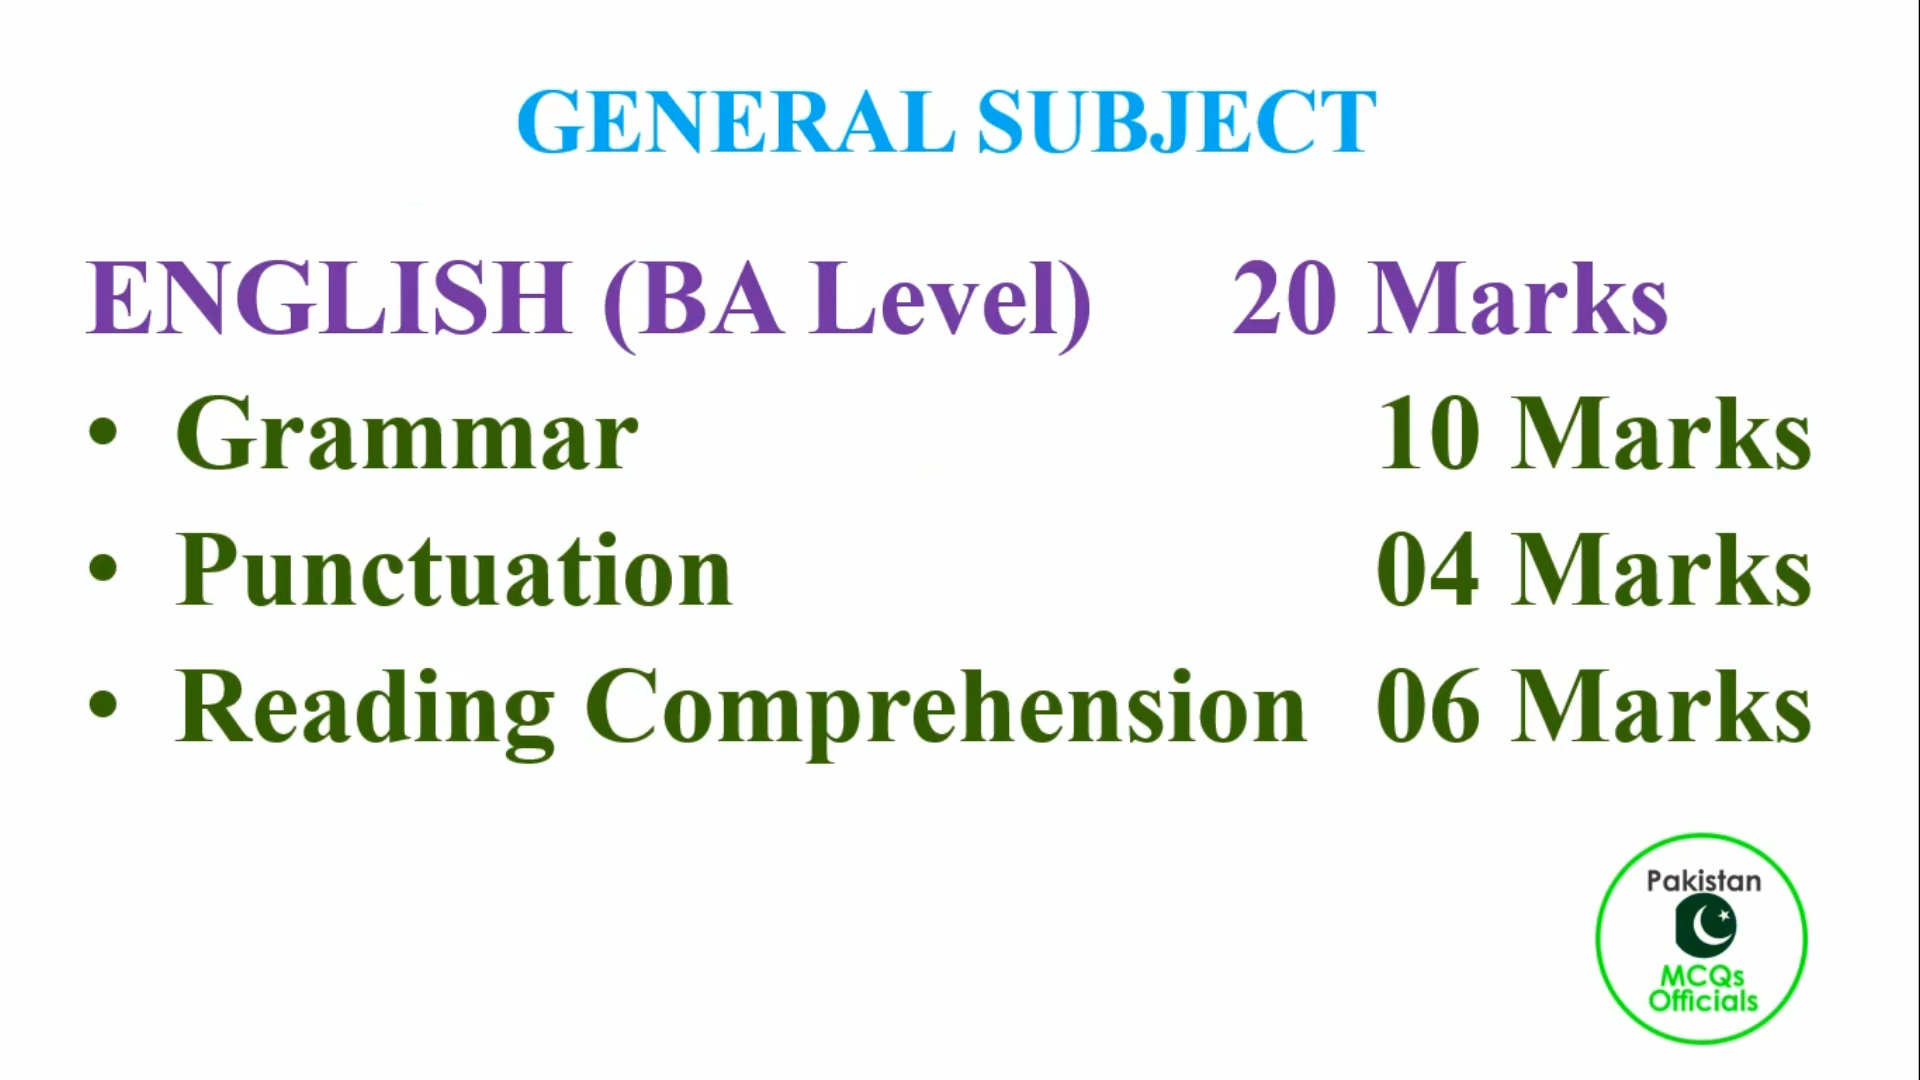 GENERAL SUBJECT
ENGLISH (BA Level) 20 Marks
• Grammar 10 Marks
• Punctuation 04 Marks
• Reading Comprehension 06 Marks
Pakistan
MCQs
Officials